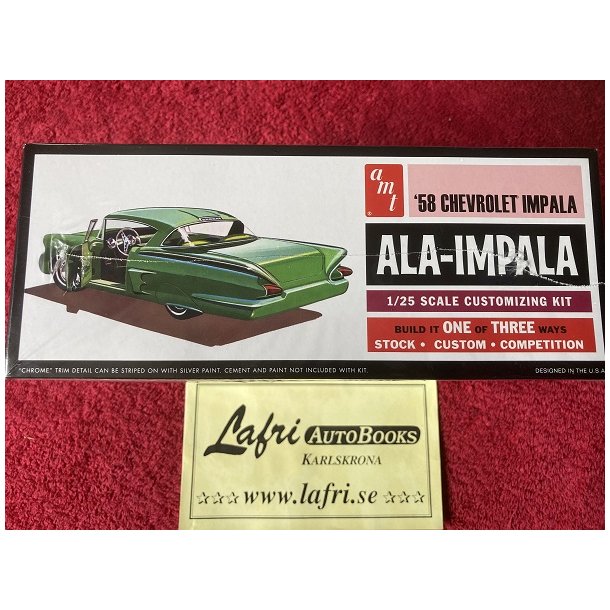 amt
®
'58 CHEVROLET IMPALA
ALA-IMPALA
1/25 SCALE CUSTOMIZING KIT
BUILD IT ONE OF THREE WAYS
STOCK • CUSTOM • COMPETITION
"CHROME" TRIM DETAIL CAN BE STRIPED ON WITH SILVER PAINT. CEMENT AND PAINT NOT INCLUDED WITH KIT.
DESIGNED IN THE U.S.A
Lafri AUTOBOOKS
KARLSKRONA
☆☆☆ www.lafri.se ☆☆☆